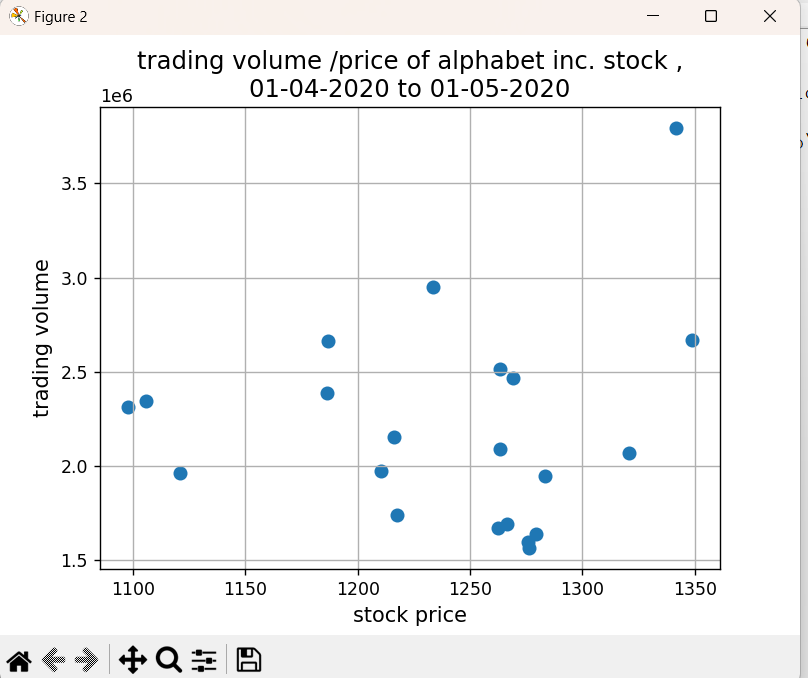 Figure 2
trading volume /price of alphabet inc. stock ,
01-04-2020 to 01-05-2020
1e6
3.5
3.0
2.5
2.0
1.5
trading volume
1100 1150 1200 1250 1300 1350
stock price